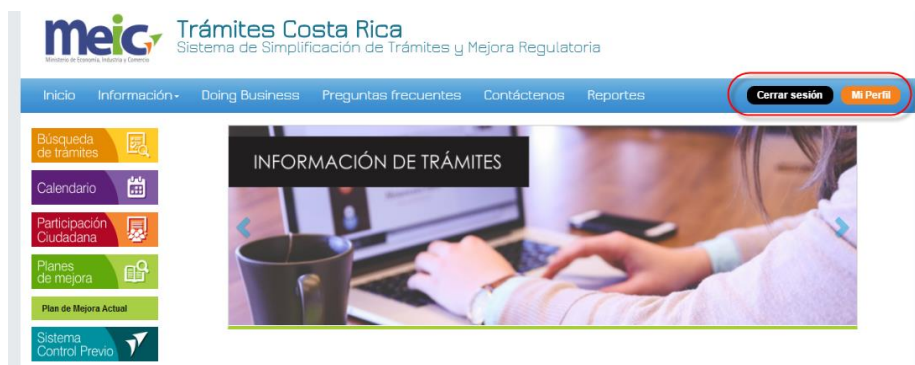 meic
Ministerio de Economía, Industria y Comercio
Trámites Costa Rica
Sistema de Simplificación de Trámites y Mejora Regulatoria
Inicio Información Doing Business Preguntas frecuentes Contáctenos Reportes Cerrar sesión Mi Perfil
Búsqueda
de trámites
Calendario
Participación
Ciudadana
Planes
de mejora
Plan de Mejora Actual
Sistema
Control Previo
INFORMACIÓN DE TRÁMITES